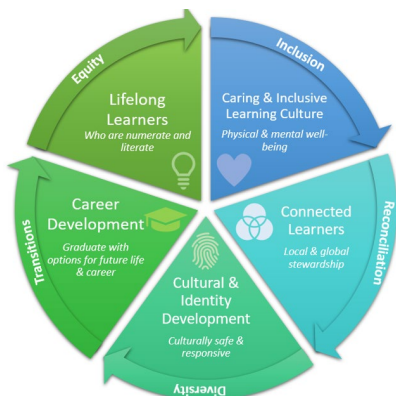 Equity
Lifelong
Learners
Who are numerate and
literate
Inclusion
Caring & Inclusive
Learning Culture
Physical & mental well-
being
Reconciliation
Connected
Learners
Local & global
stewardship
Diversity
Cultural &
Identity
Development
Culturally safe &
responsive
Transitions
Career
Development
Graduate with
options for future life
& career